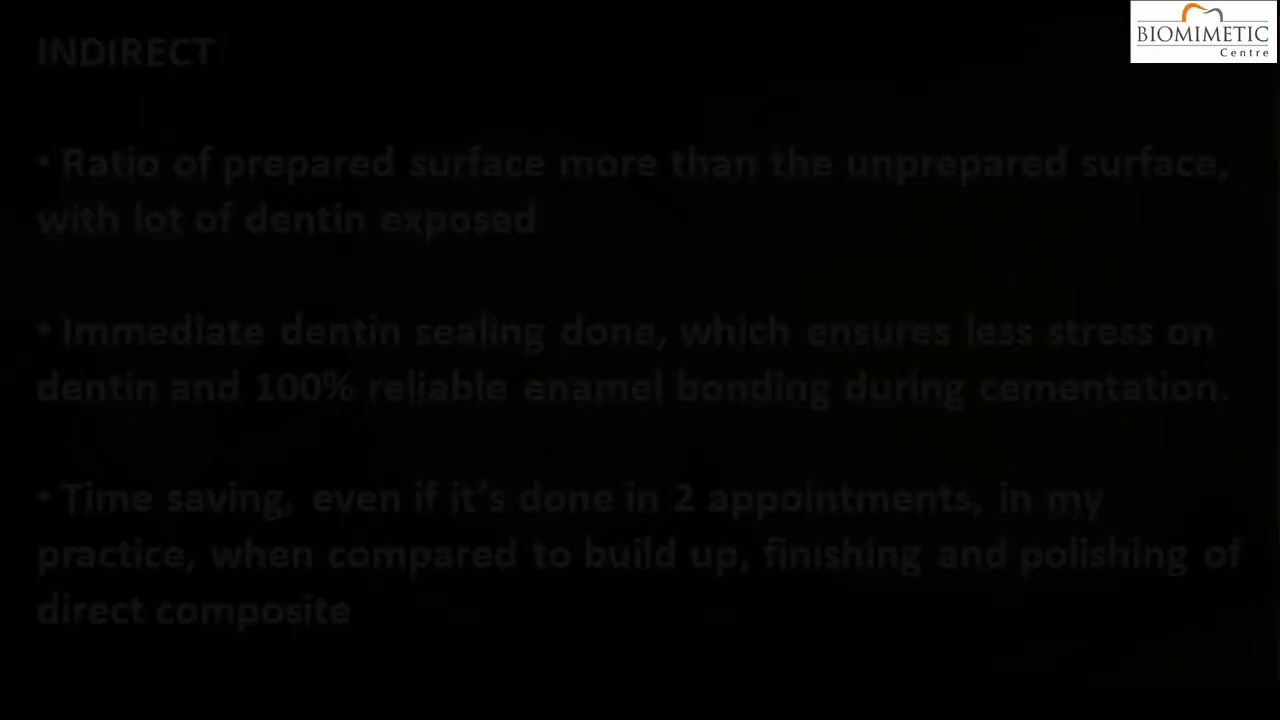 BIOMIMETIC
Centre
INDIRECT
• Ratio of prepared surface more than the unprepared surface,
with lot of dentin exposed
• Immediate dentin sealing done, which ensures less stress on
dentin and 100% reliable enamel bonding during cementation.
• Time saving, even if it’s done in 2 appointments, in my
practice, when compared to build up, finishing and polishing of
direct composite